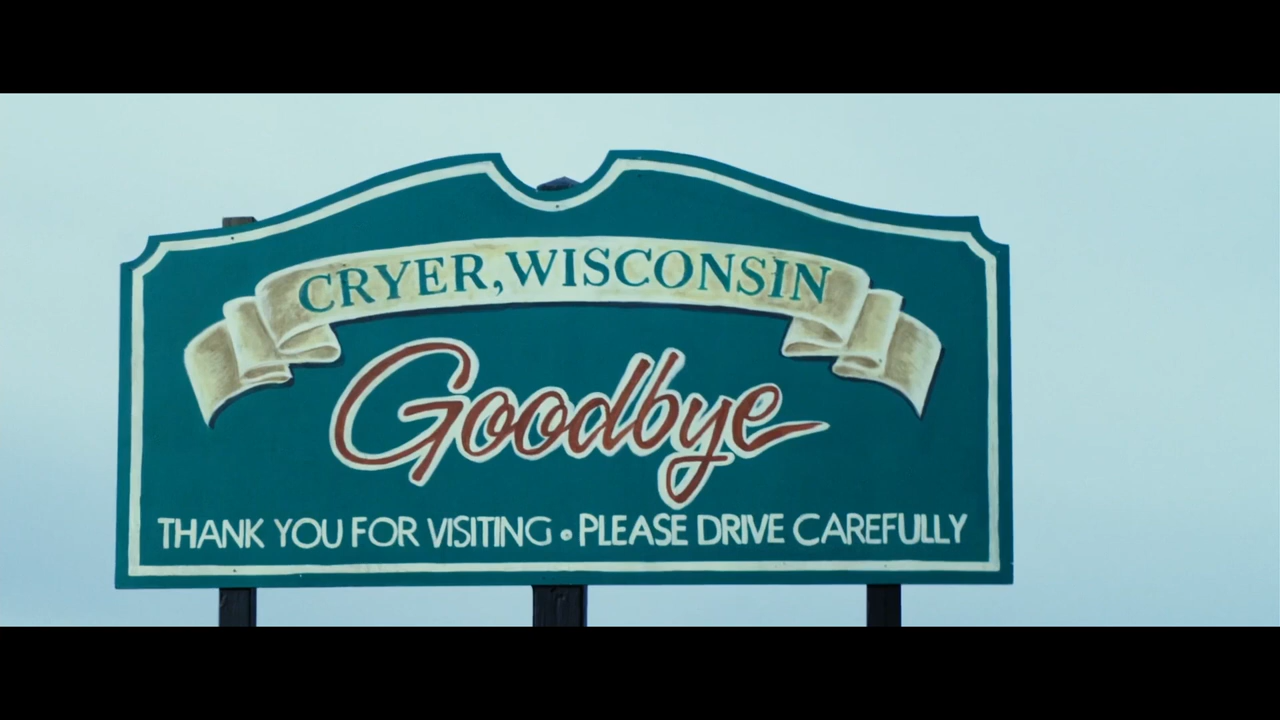 CRYER, WISCONSIN
Goodbye
THANK YOU FOR VISITING • PLEASE DRIVE CAREFULLY